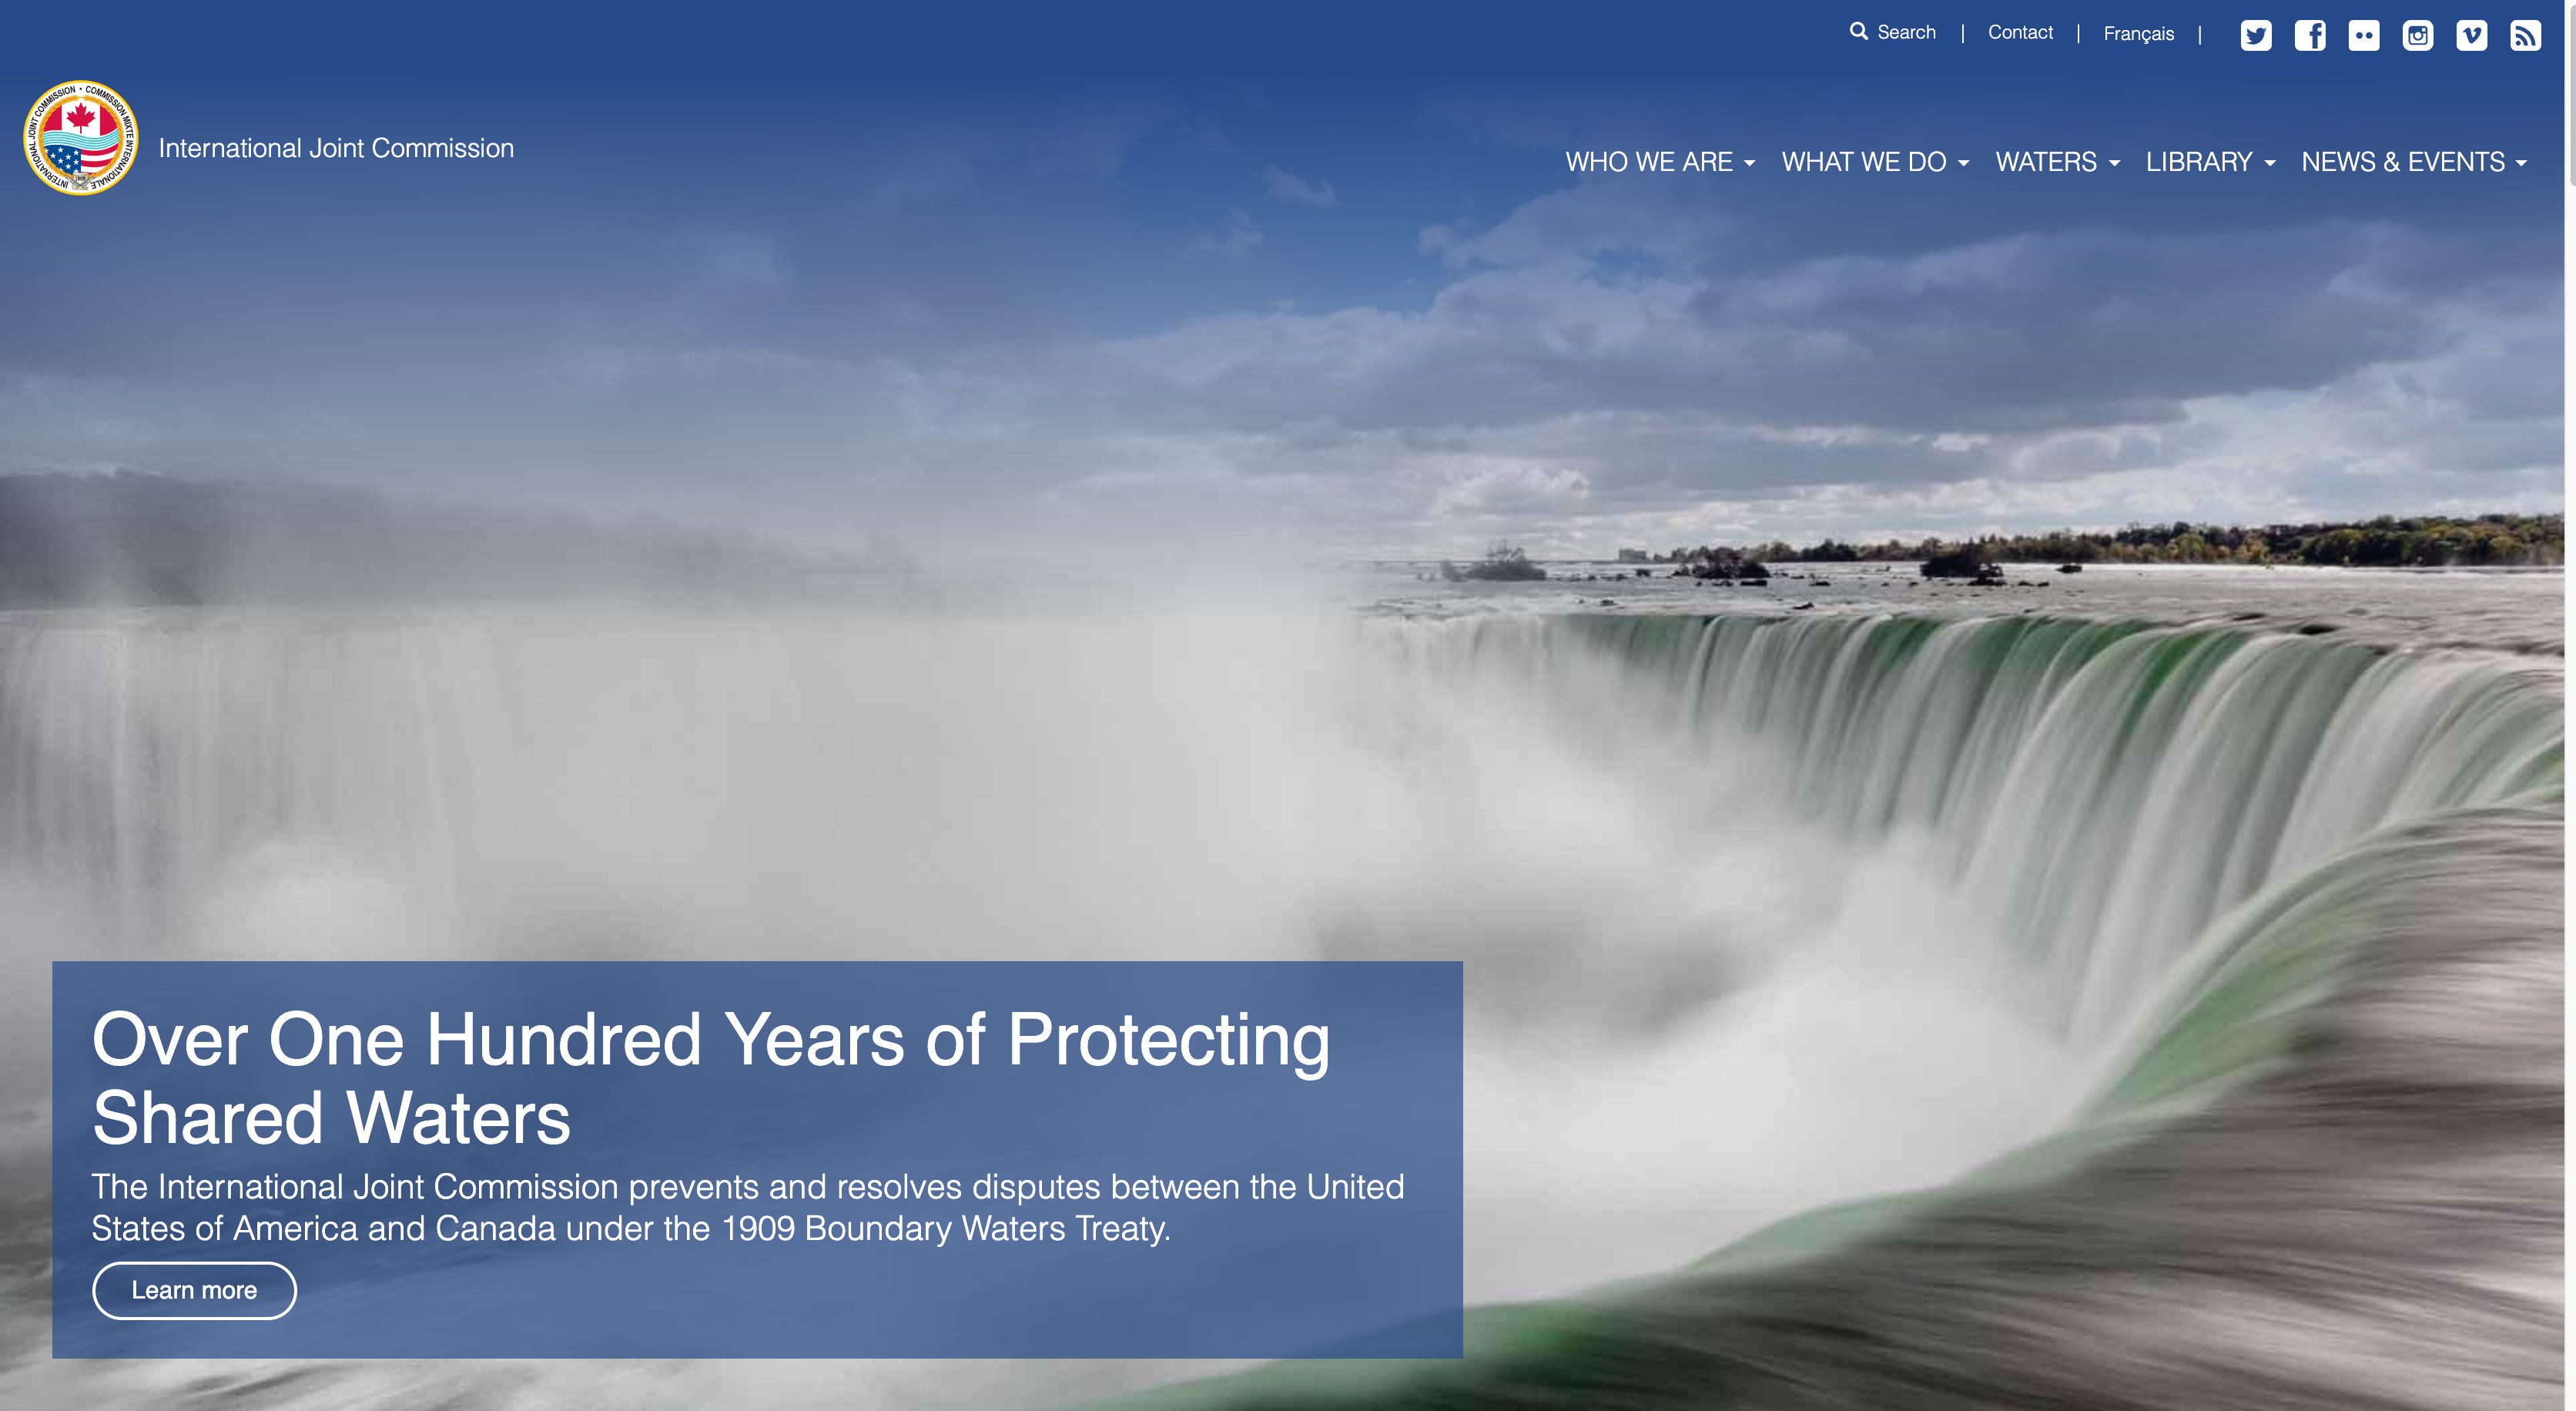 Search | Contact | Français |
INTERNATIONAL JOINT COMMISSION • COMMISSION MIXTE INTERNATIONALE
1909
International Joint Commission
WHO WE ARE WHAT WE DO WATERS LIBRARY NEWS & EVENTS
Over One Hundred Years of Protecting
Shared Waters
The International Joint Commission prevents and resolves disputes between the United
States of America and Canada under the 1909 Boundary Waters Treaty.
Learn more